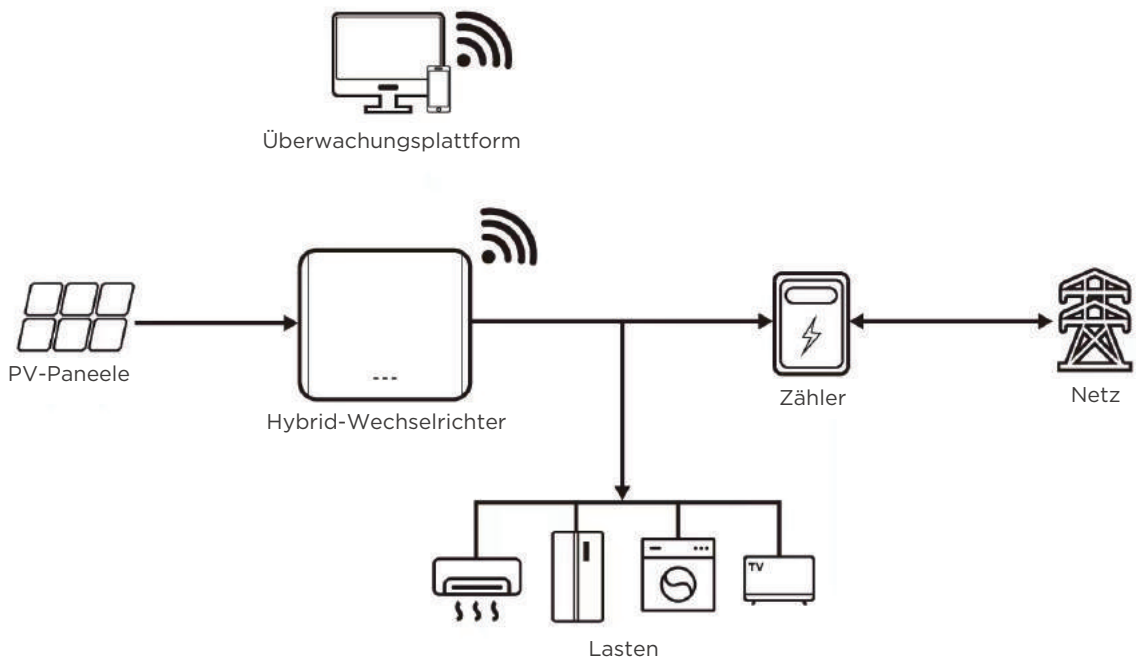 Überwachungsplattform
PV-Paneele
Hybrid-Wechselrichter
Zähler
Netz
TV
Lasten